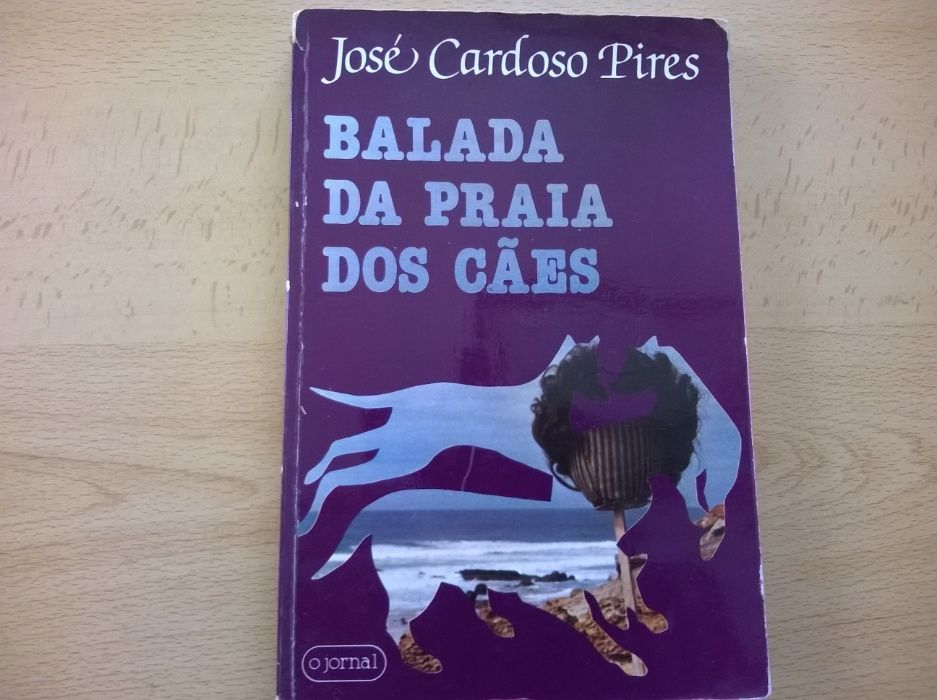 José Cardoso Pires
BALADA
DA PRAIA
DOS CÃES
o jornal